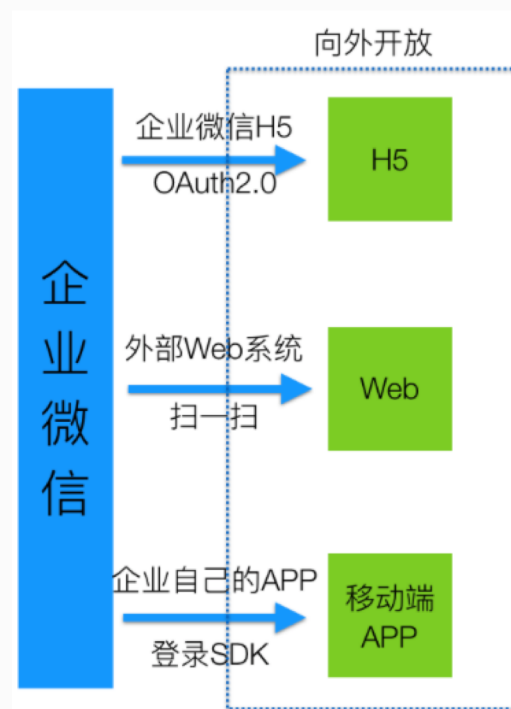 向外开放
企业微信
企业微信H5
OAuth2.0
H5
外部Web系统
扫一扫
Web
企业自己的APP
登录SDK
移动端
APP